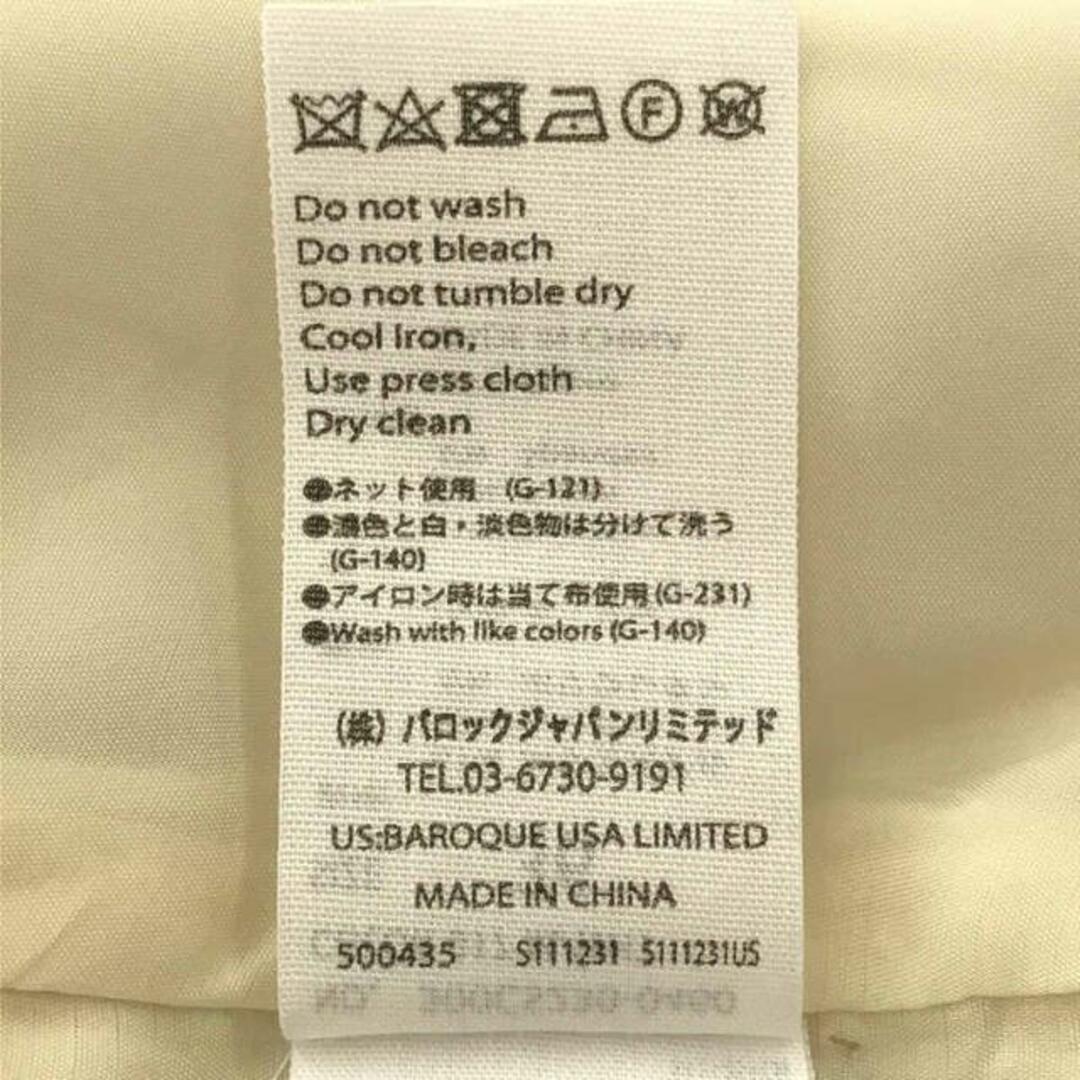 F W
Do not wash
Do not bleach
Do not tumble dry
Cool Iron,
Use press cloth
Dry clean
●ネット使用 (G-121)
●濃色と白・淡色物は分けて洗う
(G-140)
●アイロン時は当て布使用(G-231)
●Wash with like colors (G-140)
(株) バロックジャパンリミテッド
TEL.03-6730-9191
US:BAROQUE USA LIMITED
MADE IN CHINA
500435 S111231 S111231US